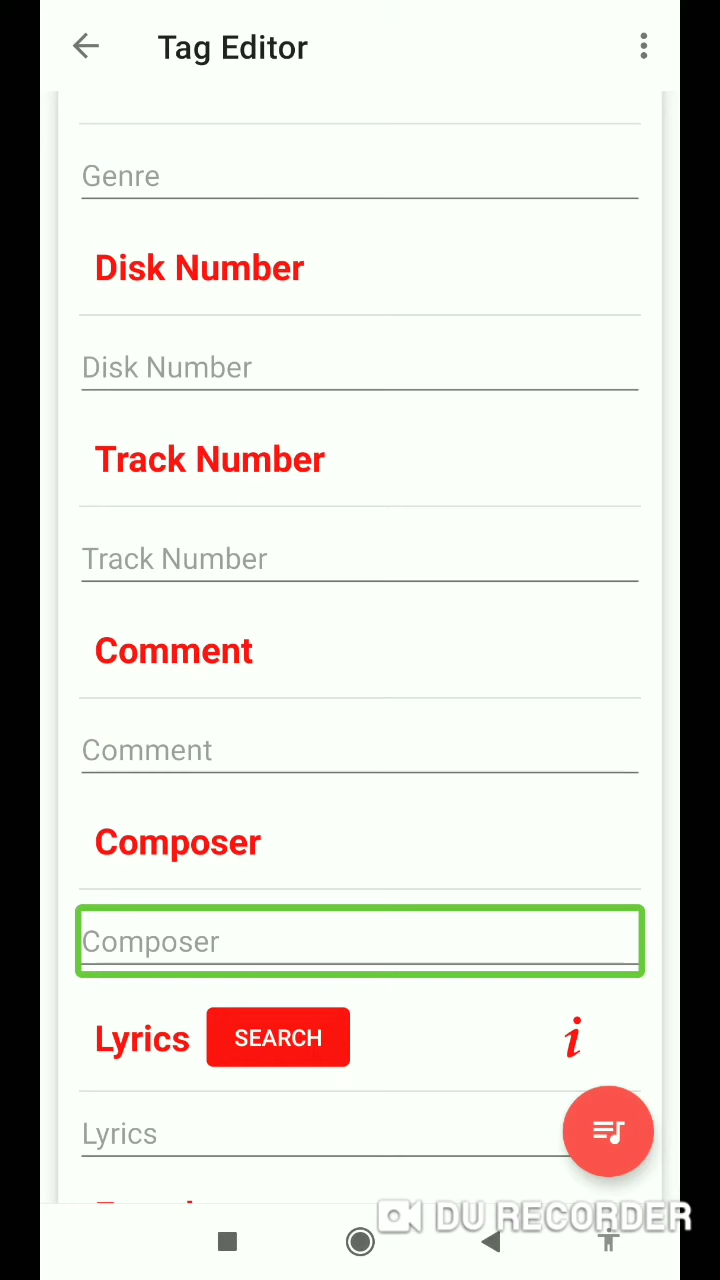 Tag Editor
Genre
Disk Number
Disk Number
Track Number
Track Number
Comment
Comment
Composer
Composer
Lyrics SEARCH i
Lyrics
DU RECORDER